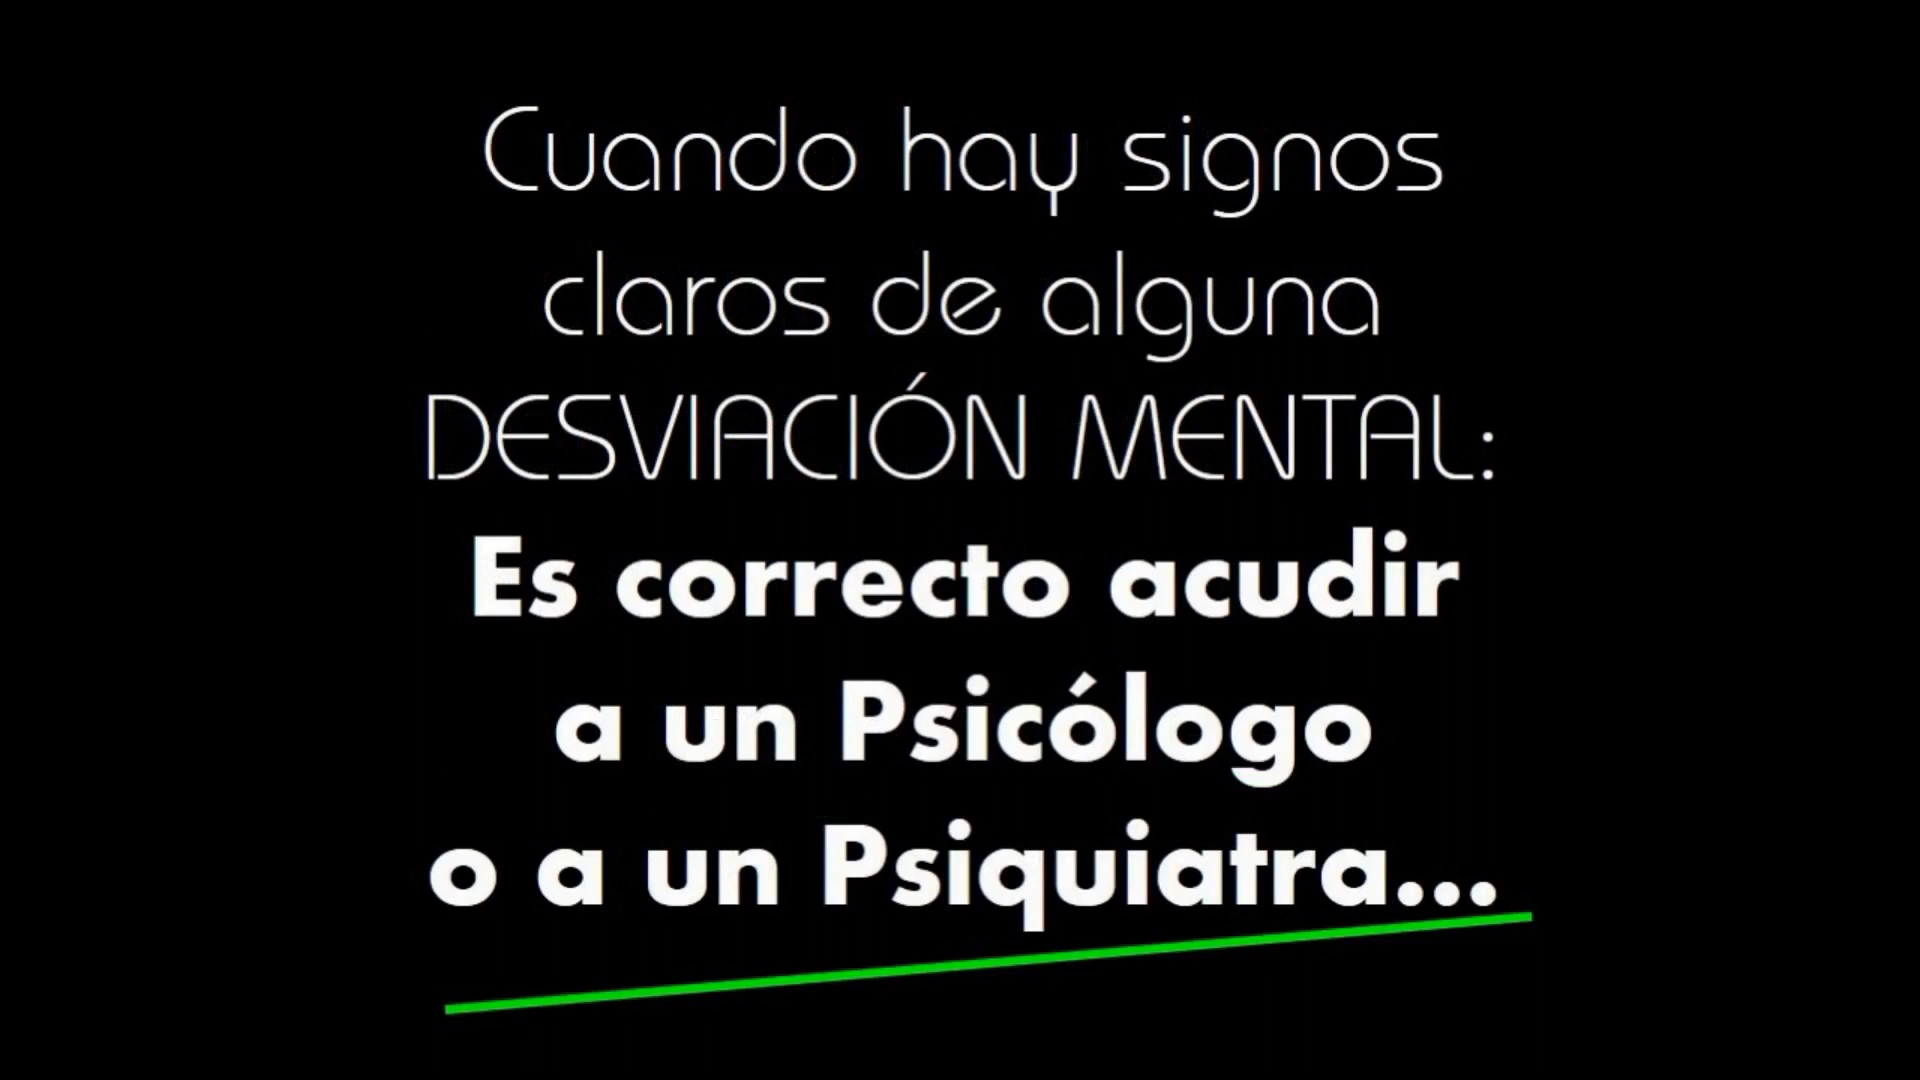 Cuando hay signos
claros de alguna
DESVIACIÓN MENTAL:
Es correcto acudir
a un Psicólogo
o a un Psiquiatra...